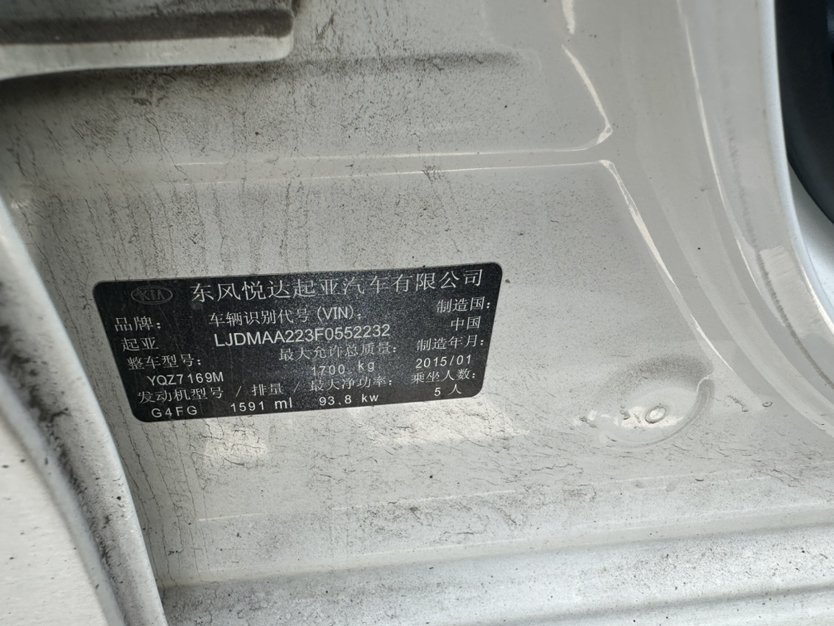 KIA 东风悦达起亚汽车有限公司
品牌: 车辆识别代号 (VIN): 制造国:
起亚 LJDMAA223F0552232 中国
整车型号: 最大允许总质量: 制造年月:
YQZ7169M 1700 kg 2015/01
发动机型号 / 排量 / 最大净功率: 乘坐人数:
G4FG 1591 ml 93.8 kw 5 人